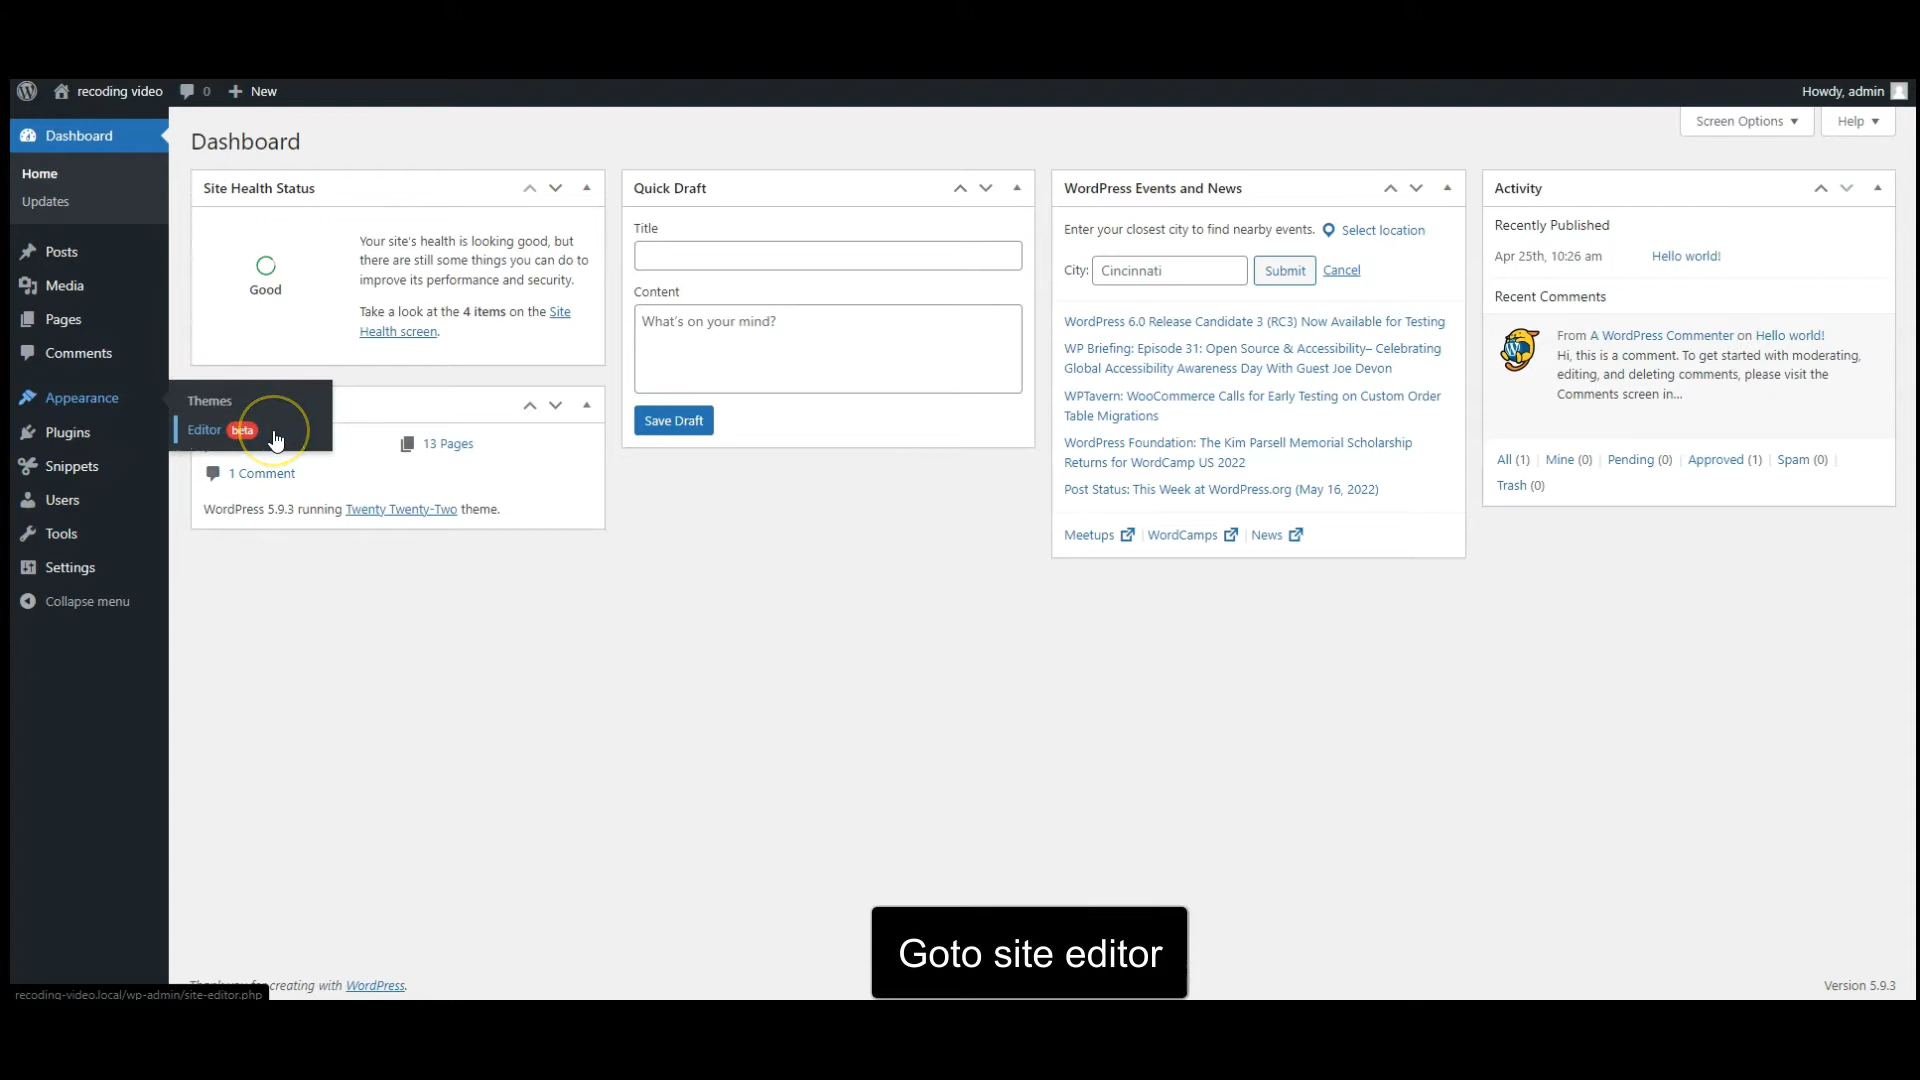 recoding video
0
New
Howdy, admin
Dashboard
Home
Updates
Posts
Media
Pages
Comments
Appearance
Plugins
Snippets
Users
Tools
Settings
Collapse menu
Themes
Editor beta
Dashboard
Screen Options
Help
Site Health Status
Good
Your site's health is looking good, but
there are still some things you can do to
improve its performance and security.
Take a look at the 4 items on the Site
Health screen.
13 Pages
1 Comment
WordPress 5.9.3 running Twenty Twenty-Two theme.
Quick Draft
Title
Content
What's on your mind?
Save Draft
WordPress Events and News
Enter your closest city to find nearby events. Select location
City: Cincinnati Submit Cancel
WordPress 6.0 Release Candidate 3 (RC3) Now Available for Testing
WP Briefing: Episode 31: Open Source & Accessibility– Celebrating
Global Accessibility Awareness Day With Guest Joe Devon
WPTavern: WooCommerce Calls for Early Testing on Custom Order
Table Migrations
WordPress Foundation: The Kim Parsell Memorial Scholarship
Returns for WordCamp US 2022
Post Status: This Week at WordPress.org (May 16, 2022)
Meetups | WordCamps | News
Activity
Recently Published
Apr 25th, 10:26 am Hello world!
Recent Comments
From A WordPress Commenter on Hello world!
Hi, this is a comment. To get started with moderating,
editing, and deleting comments, please visit the
Comments screen in...
All (1) | Mine (0) | Pending (0) | Approved (1) | Spam (0) |
Trash (0)
Goto site editor
creating with WordPress.
Version 5.9.3
recoding-video.local/wp-admin/site-editor.php